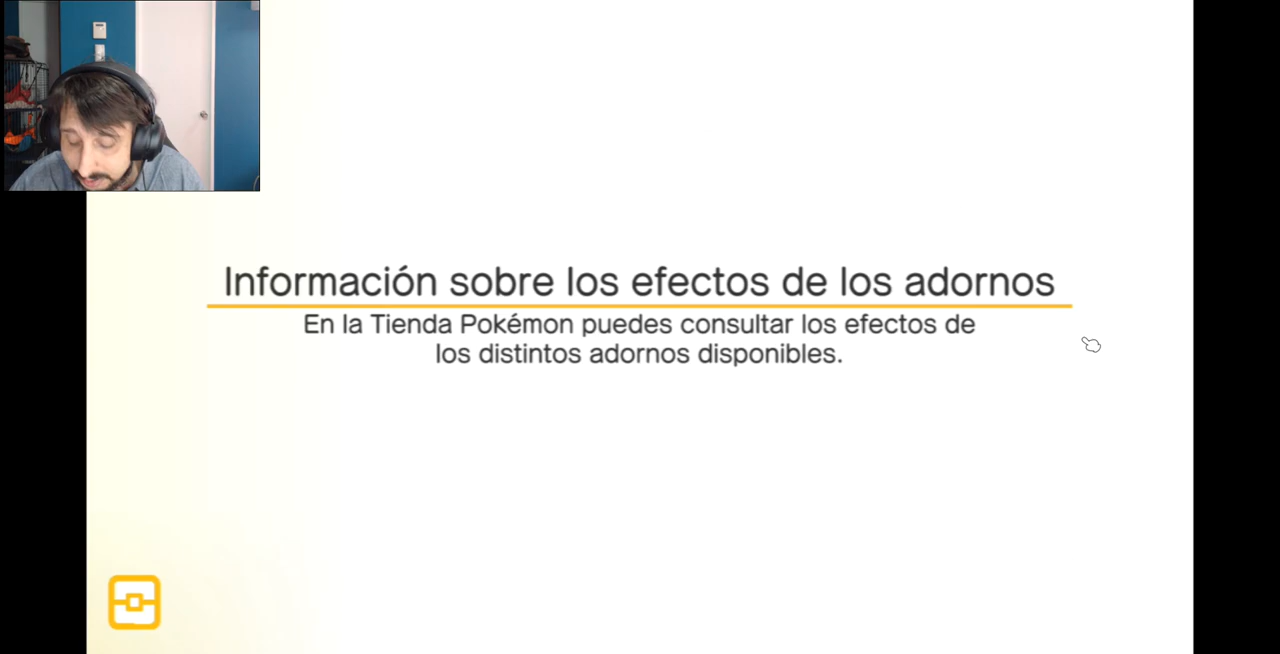 Información sobre los efectos de los adornos
En la Tienda Pokémon puedes consultar los efectos de
los distintos adornos disponibles.